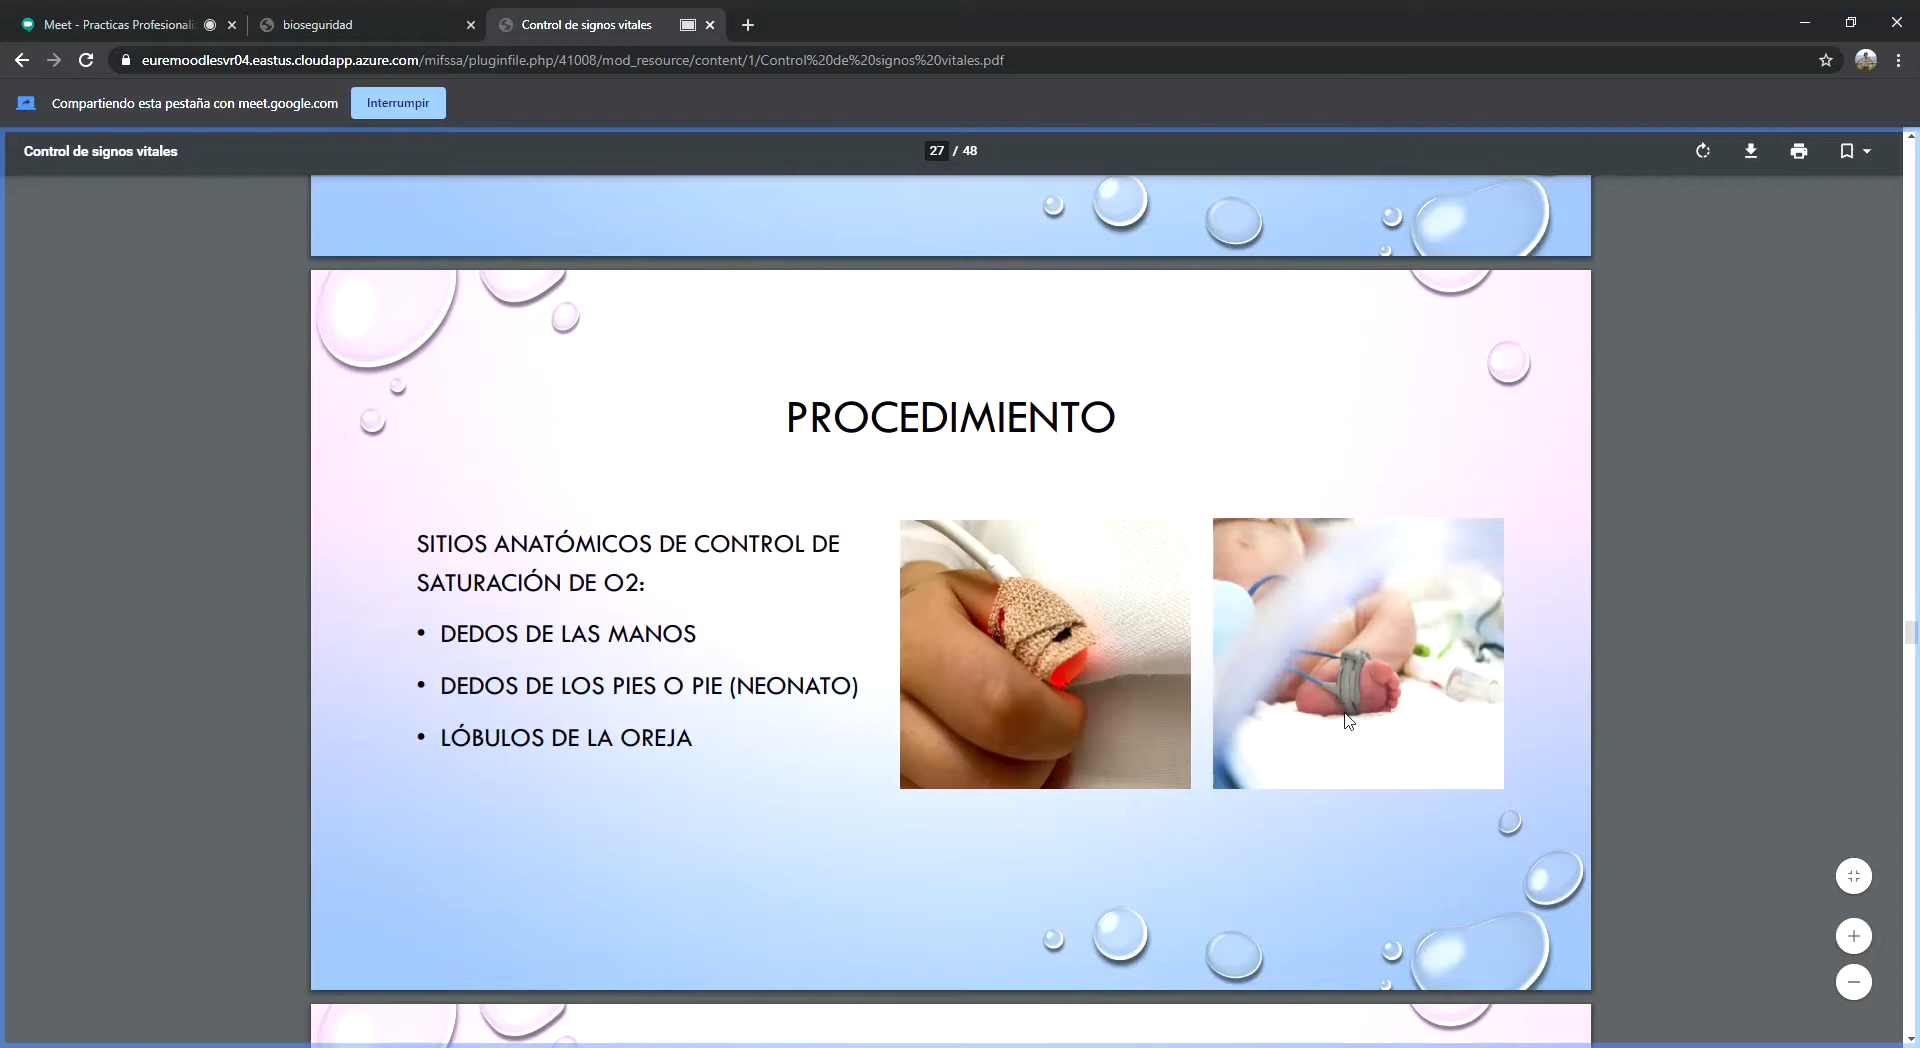 Meet - Practicas Profesionali
bioseguridad
Control de signos vitales
euremoodlesvr04.eastus.cloudapp.azure.com/mifssa/pluginfile.php/41008/mod_resource/content/1/Control%20de%20signos%20vitales.pdf
Compartiendo esta pestaña con meet.google.com
Interrumpir
Control de signos vitales
27 / 48
PROCEDIMIENTO
SITIOS ANATÓMICOS DE CONTROL DE
SATURACIÓN DE O2:
• DEDOS DE LAS MANOS
• DEDOS DE LOS PIES O PIE (NEONATO)
• LÓBULOS DE LA OREJA